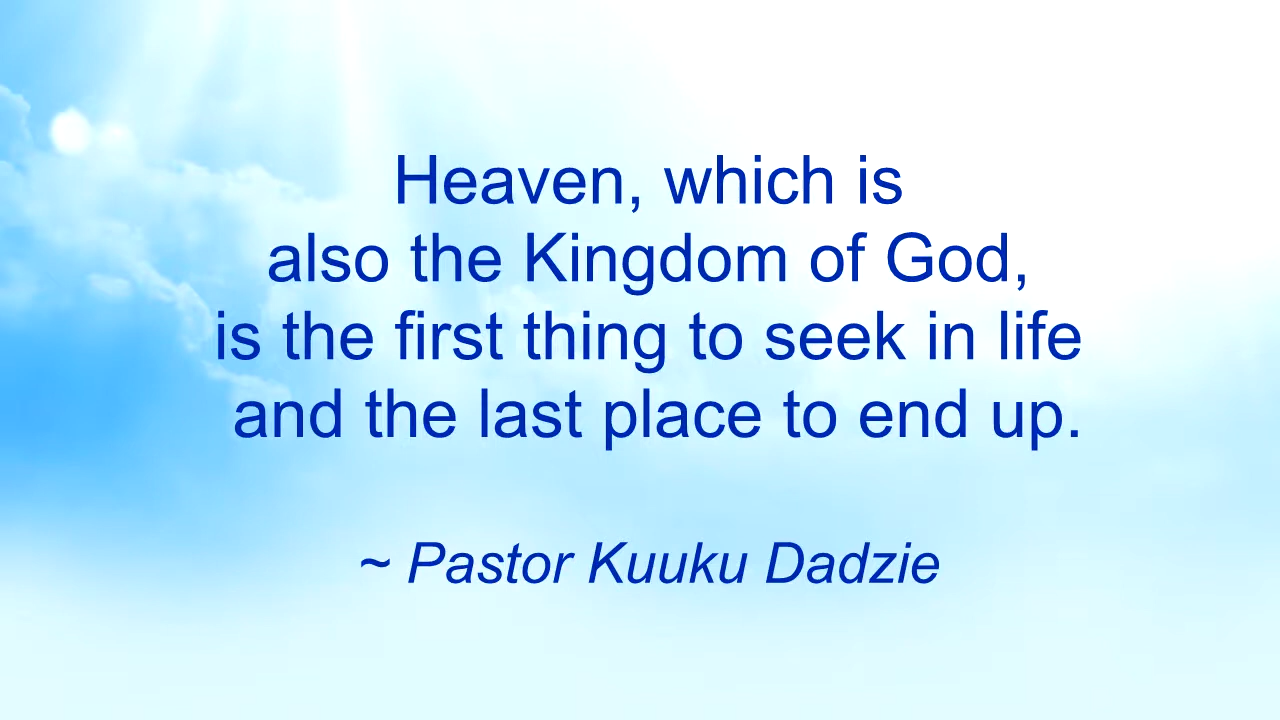 Heaven, which is
also the Kingdom of God,
is the first thing to seek in life
and the last place to end up.
~ Pastor Kuuku Dadzie